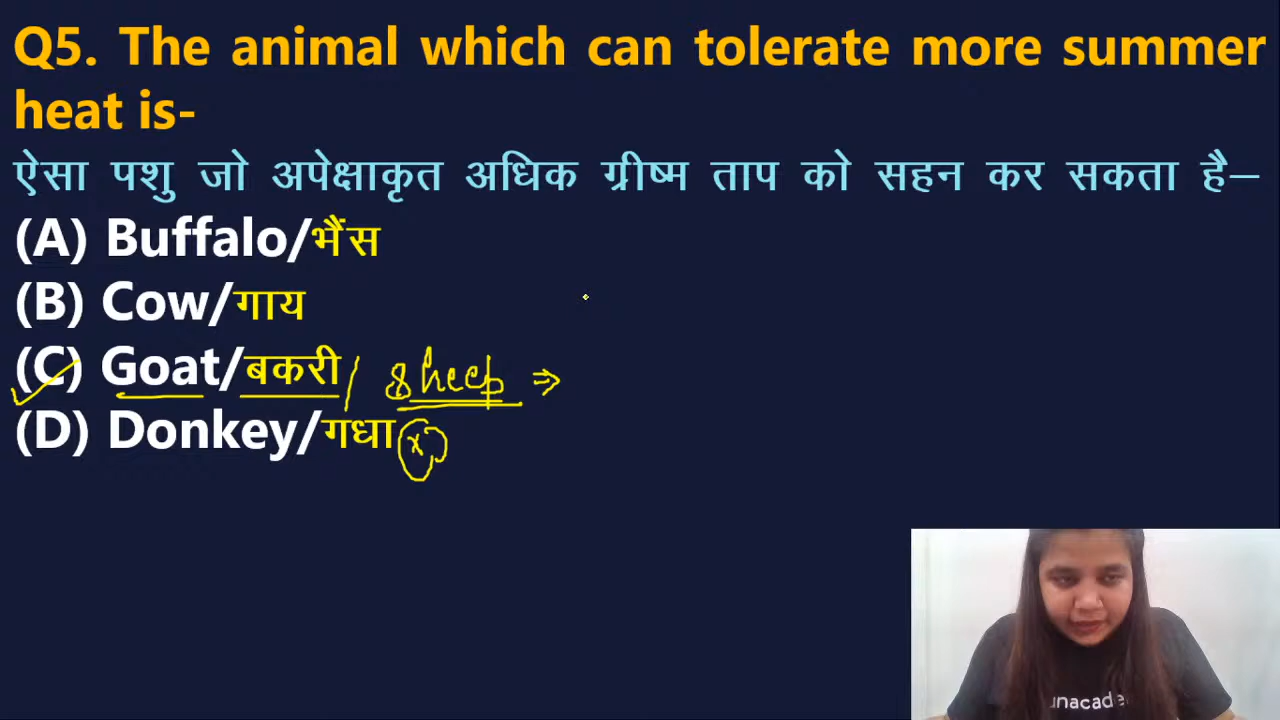 Q5. The animal which can tolerate more summer
heat is-
ऐसा पशु जो अपेक्षाकृत अधिक ग्रीष्म ताप को सहन कर सकता है–
(A) Buffalo/भैंस
(B) Cow/गाय
(C) Goat/बकरी/ Sheep ⇒
(D) Donkey/गधा
unacade